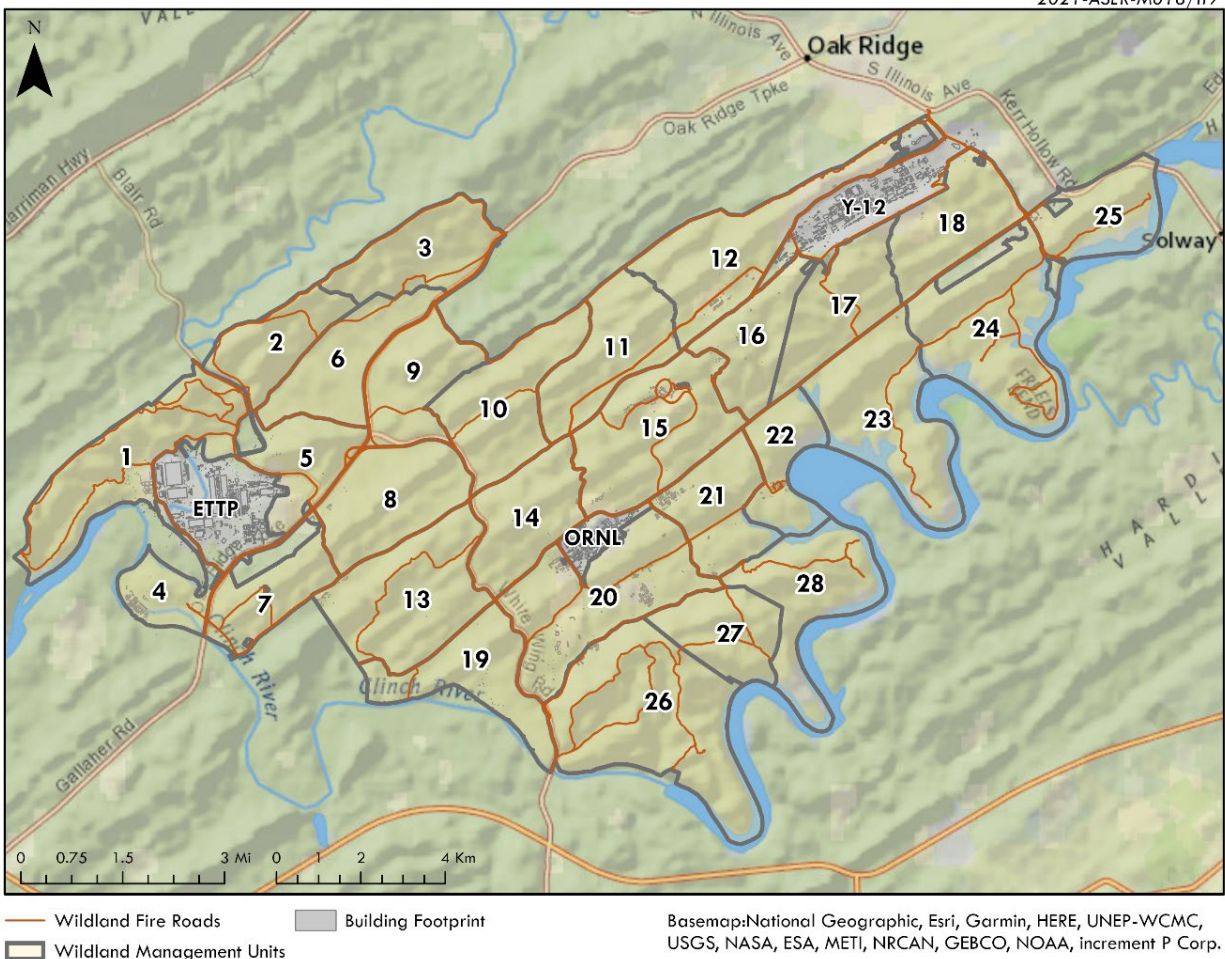 N
Harriman Hwy
Blair Rd
N Illinois Ave
Oak Ridge
S Illinois Ave
Oak Ridge Tpke
Kerr Hollow Rd
Y-12
3
12
18
25
Solway
2
6
9
11
16
17
24
FRIELS
BEND
10
15
22
23
1
5
8
21
ETTP
14
ORNL
4
7
13
20
28
White Wing Rd
19
27
26
Clinch River
Clinch River
Gallaher Rd
0 0.75 1.5 3 Mi
0 1 2 4 Km
Wildland Fire Roads
Building Footprint
Wildland Management Units
Basemap:National Geographic, Esri, Garmin, HERE, UNEP-WCMC,
USGS, NASA, ESA, METI, NRCAN, GEBCO, NOAA, increment P Corp.